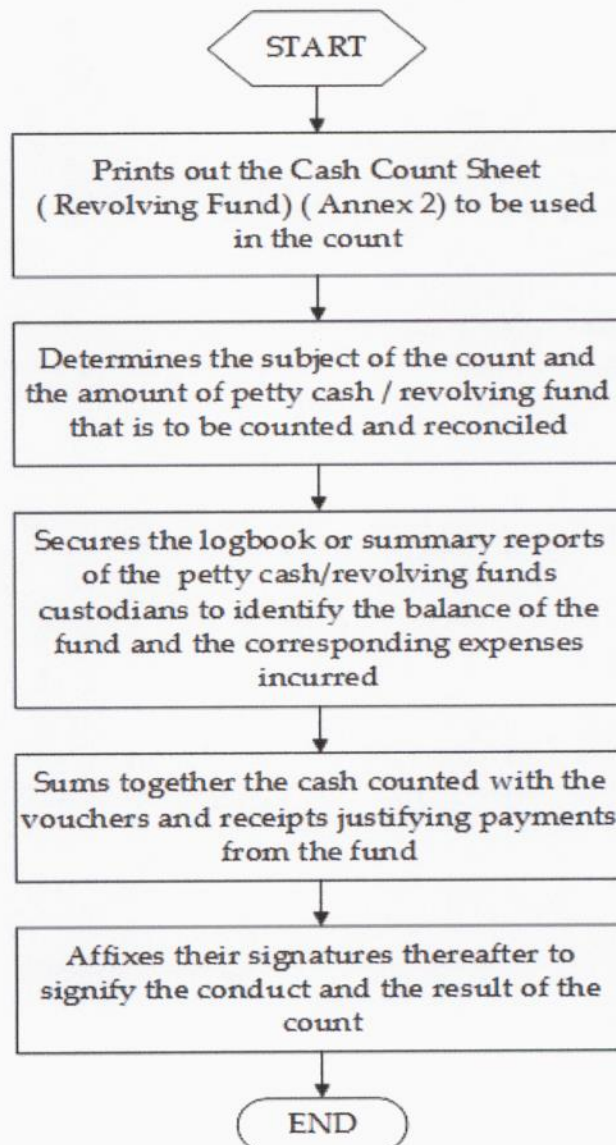 START
Prints out the Cash Count Sheet
( Revolving Fund) ( Annex 2) to be used
in the count
Determines the subject of the count and
the amount of petty cash / revolving fund
that is to be counted and reconciled
Secures the logbook or summary reports
of the petty cash/revolving funds
custodians to identify the balance of the
fund and the corresponding expenses
incurred
Sums together the cash counted with the
vouchers and receipts justifying payments
from the fund
Affixes their signatures thereafter to
signify the conduct and the result of the
count
END